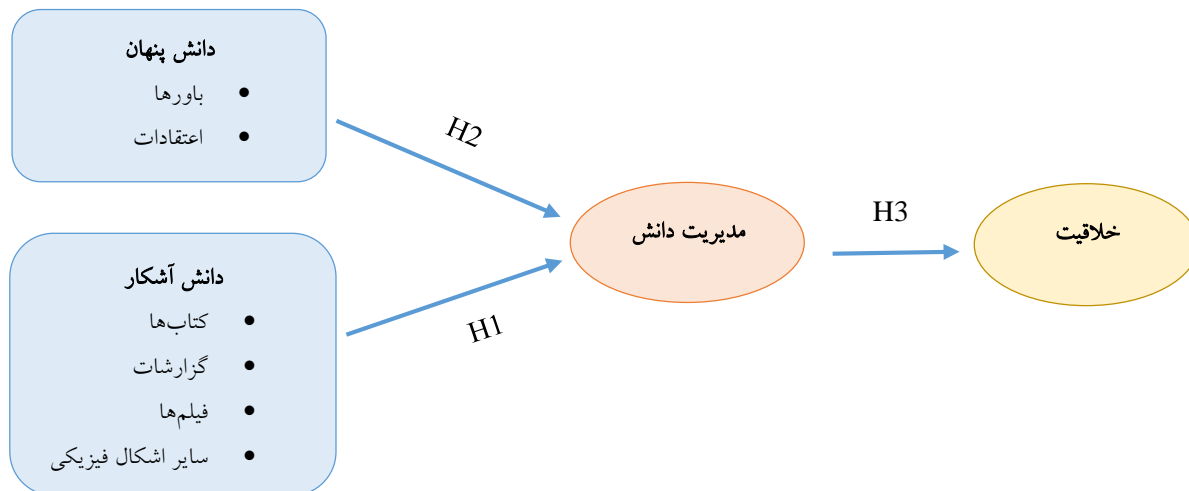 دانش پنهان
• باورها
• اعتقادات
H2
دانش آشکار
• کتاب‌ها
• گزارشات
• فیلم‌ها
• سایر اشکال فیزیکی
H1
مدیریت دانش
H3
خلاقیت